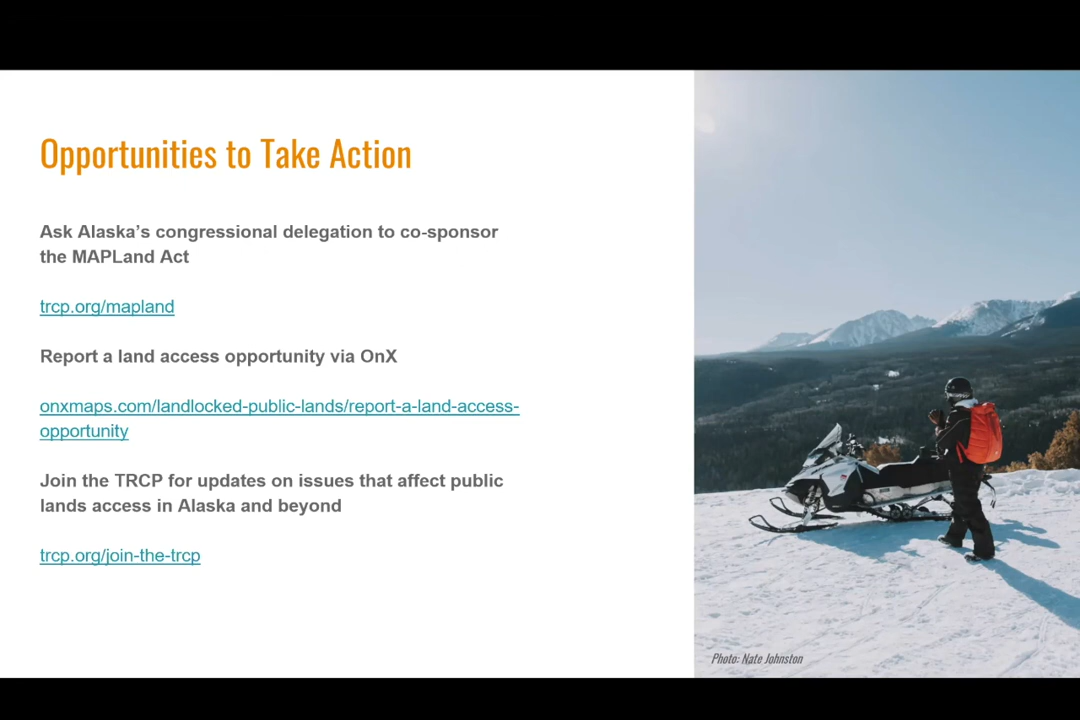 Opportunities to Take Action
Ask Alaska's congressional delegation to co-sponsor
the MAPLand Act
trcp.org/mapland
Report a land access opportunity via OnX
onxmaps.com/landlocked-public-lands/report-a-land-access-
opportunity
Join the TRCP for updates on issues that affect public
lands access in Alaska and beyond
trcp.org/join-the-trcp
Photo: Nate Johnston